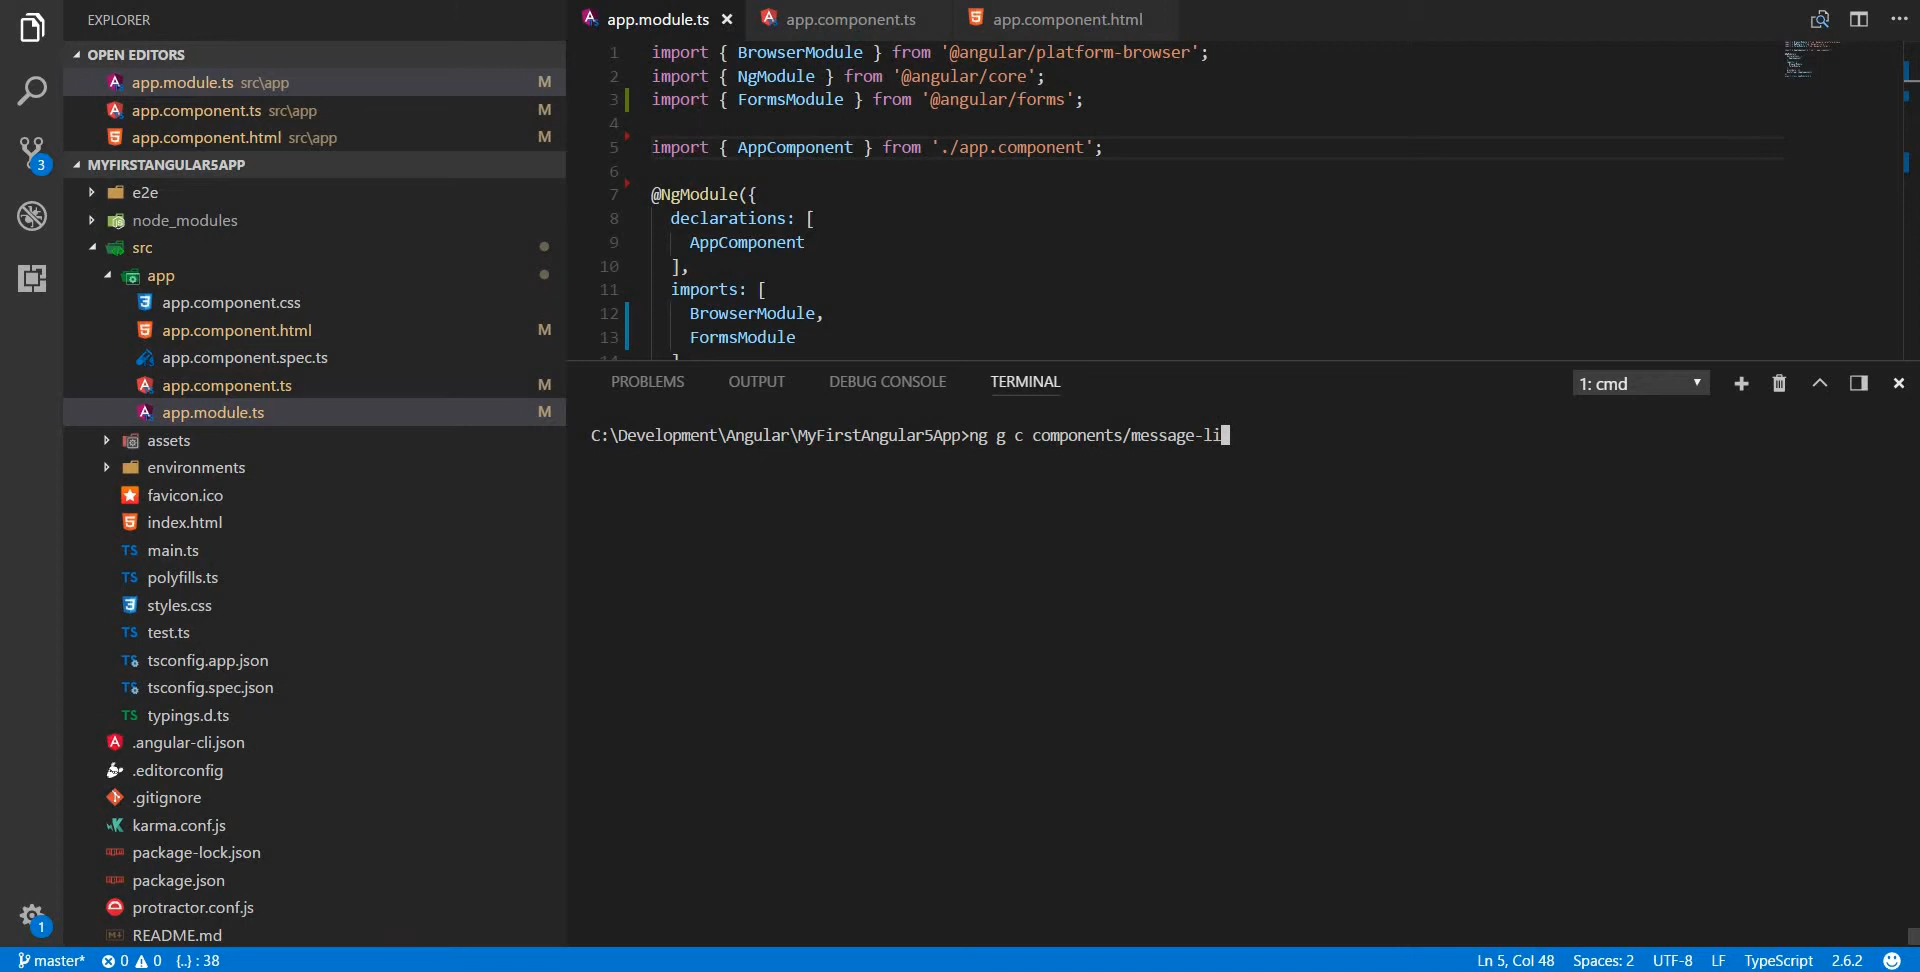 EXPLORER
OPEN EDITORS
app.module.ts src\app M
app.component.ts src\app M
app.component.html src\app M
3
MYFIRSTANGULAR5APP
e2e
node_modules
src
app
app.component.css
app.component.html M
app.component.spec.ts
app.component.ts M
app.module.ts M
assets
environments
favicon.ico
index.html
main.ts
polyfills.ts
styles.css
test.ts
tsconfig.app.json
tsconfig.spec.json
typings.d.ts
.angular-cli.json
.editorconfig
.gitignore
karma.conf.js
package-lock.json
package.json
protractor.conf.js
README.md
1
app.module.ts app.component.ts app.component.html
1 import { BrowserModule } from '@angular/platform-browser';
2 import { NgModule } from '@angular/core';
3 import { FormsModule } from '@angular/forms';
4
5 import { AppComponent } from './app.component';
6
7 @NgModule({
8 declarations: [
9 AppComponent
10 ],
11 imports: [
12 BrowserModule,
13 FormsModule
14 ]
PROBLEMS OUTPUT DEBUG CONSOLE TERMINAL 1: cmd
C:\Development\Angular\MyFirstAngular5App>ng g c components/message-li
master* 0 0 {..} : 38 Ln 5, Col 48 Spaces: 2 UTF-8 LF TypeScript 2.6.2